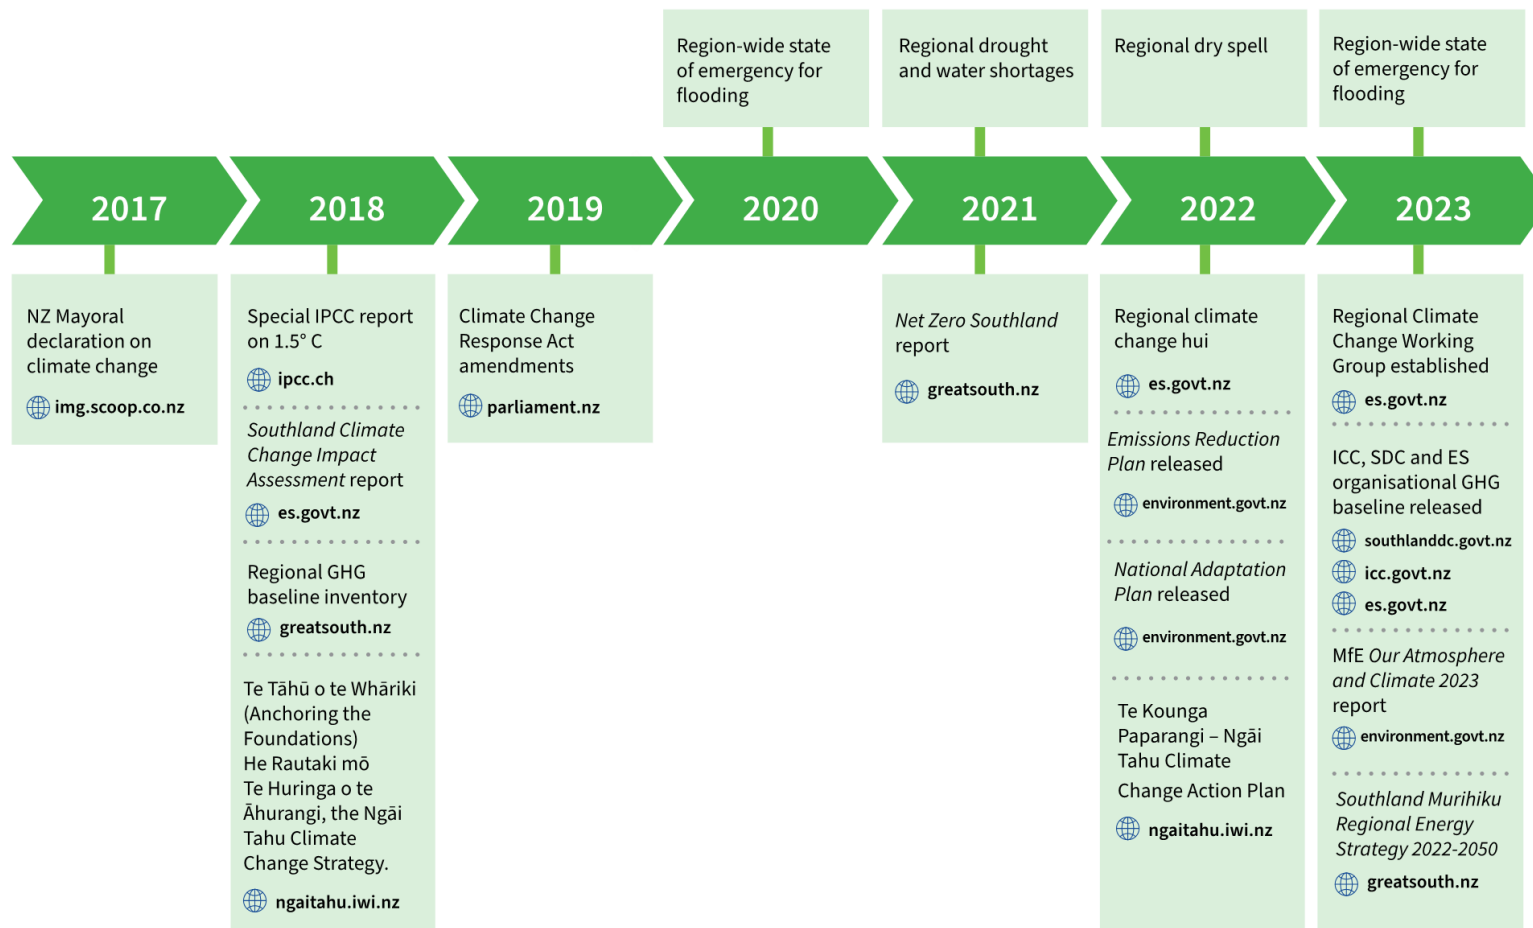 Region-wide state
of emergency for
flooding
Regional drought
and water shortages
Regional dry spell
Region-wide state
of emergency for
flooding
2017
2018
2019
2020
2021
2022
2023
NZ Mayoral
declaration on
climate change
img.scoop.co.nz
Special IPCC report
on 1.5° C
ipcc.ch
Southland Climate
Change Impact
Assessment report
es.govt.nz
Regional GHG
baseline inventory
greatsouth.nz
Te Tāhū o te Whāriki
(Anchoring the
Foundations)
He Rautaki mō
Te Huringa o te
Āhurangi, the Ngāi
Tahu Climate
Change Strategy.
ngaitahu.iwi.nz
Climate Change
Response Act
amendments
parliament.nz
Net Zero Southland
report
greatsouth.nz
Regional climate
change hui
es.govt.nz
Emissions Reduction
Plan released
environment.govt.nz
National Adaptation
Plan released
environment.govt.nz
Te Kounga
Paparangi – Ngāi
Tahu Climate
Change Action Plan
ngaitahu.iwi.nz
Regional Climate
Change Working
Group established
es.govt.nz
ICC, SDC and ES
organisational GHG
baseline released
southlanddc.govt.nz
icc.govt.nz
es.govt.nz
MfE Our Atmosphere
and Climate 2023
report
environment.govt.nz
Southland Murihiku
Regional Energy
Strategy 2022-2050
greatsouth.nz